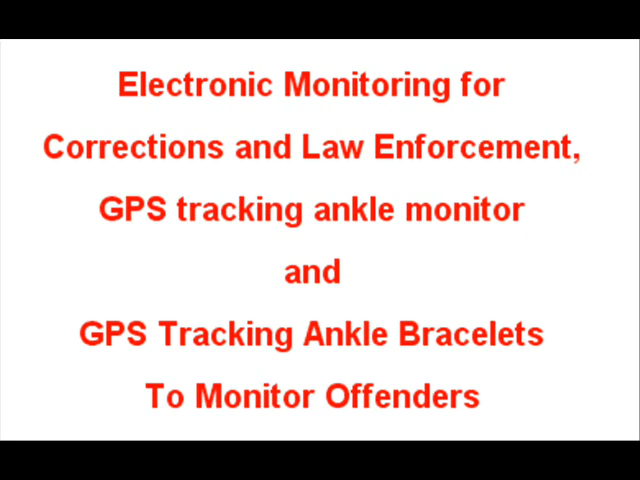 Electronic Monitoring for
Corrections and Law Enforcement,
GPS tracking ankle monitor
and
GPS Tracking Ankle Bracelets
To Monitor Offenders